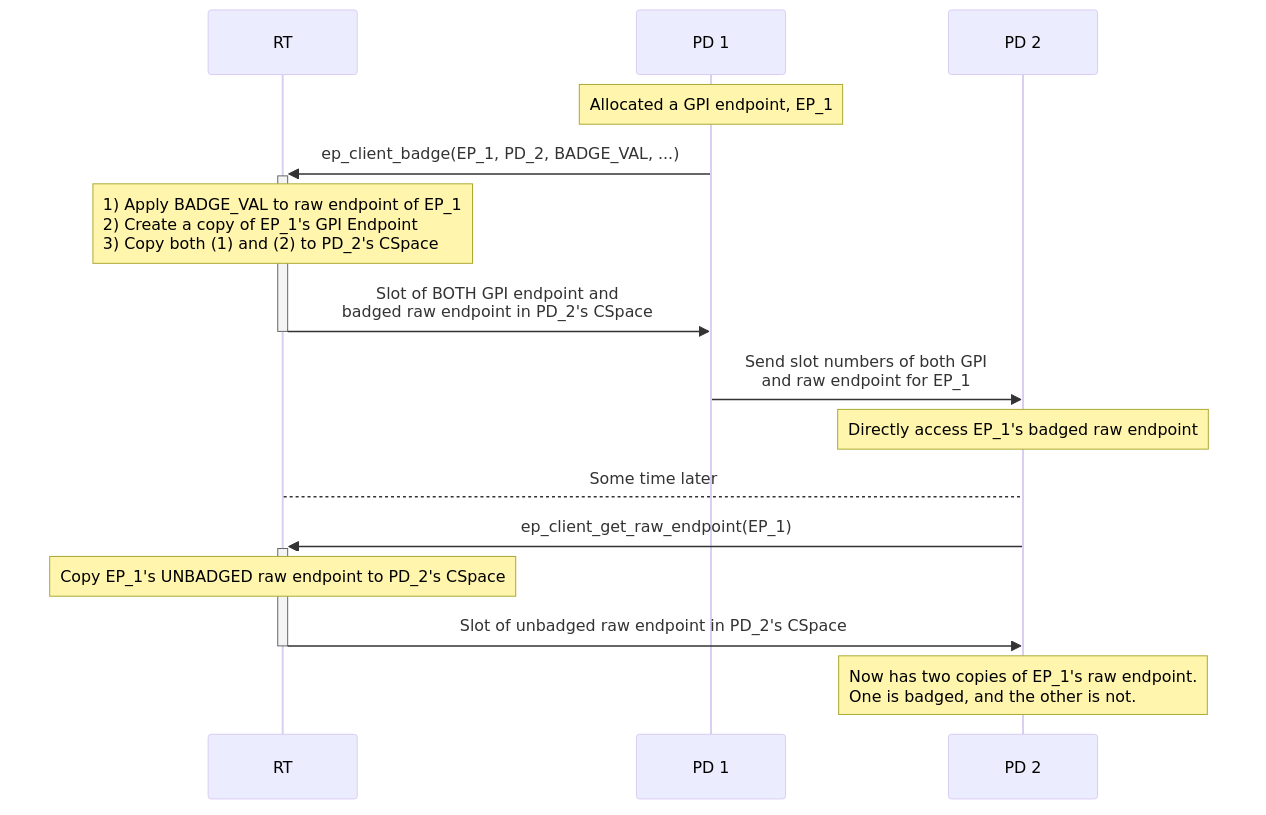 RT
PD 1
PD 2
Allocated a GPI endpoint, EP_1
ep_client_badge(EP_1, PD_2, BADGE_VAL, ...)
1) Apply BADGE_VAL to raw endpoint of EP_1
2) Create a copy of EP_1's GPI Endpoint
3) Copy both (1) and (2) to PD_2's CSpace
Slot of BOTH GPI endpoint and
badged raw endpoint in PD_2's CSpace
Send slot numbers of both GPI
and raw endpoint for EP_1
Directly access EP_1's badged raw endpoint
Some time later
ep_client_get_raw_endpoint(EP_1)
Copy EP_1's UNBADGED raw endpoint to PD_2's CSpace
Slot of unbadged raw endpoint in PD_2's CSpace
Now has two copies of EP_1's raw endpoint.
One is badged, and the other is not.
RT
PD 1
PD 2